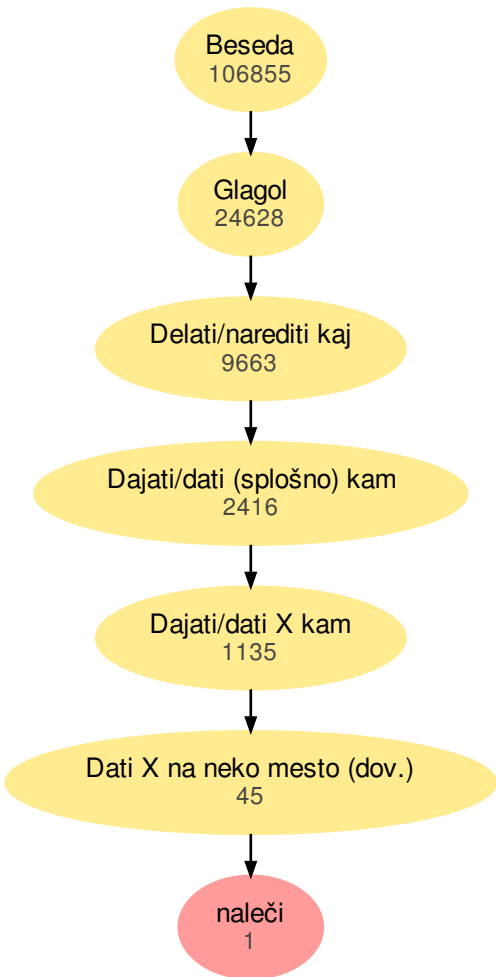 Beseda
106855
Glagol
24628
Delati/narediti kaj
9663
Dajati/dati (splošno) kam
2416
Dajati/dati X kam
1135
Dati X na neko mesto (dov.)
45
naleči
1